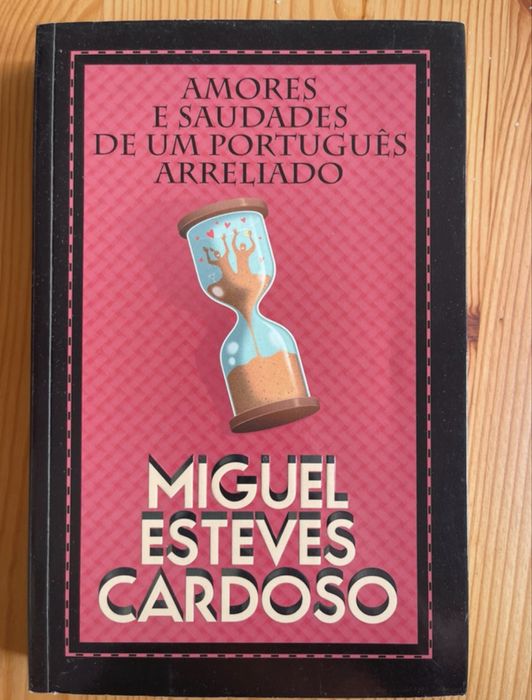 AMORES
E SAUDADES
DE UM PORTUGUÊS
ARRELIADO
MIGUEL
ESTEVES
CARDOSO